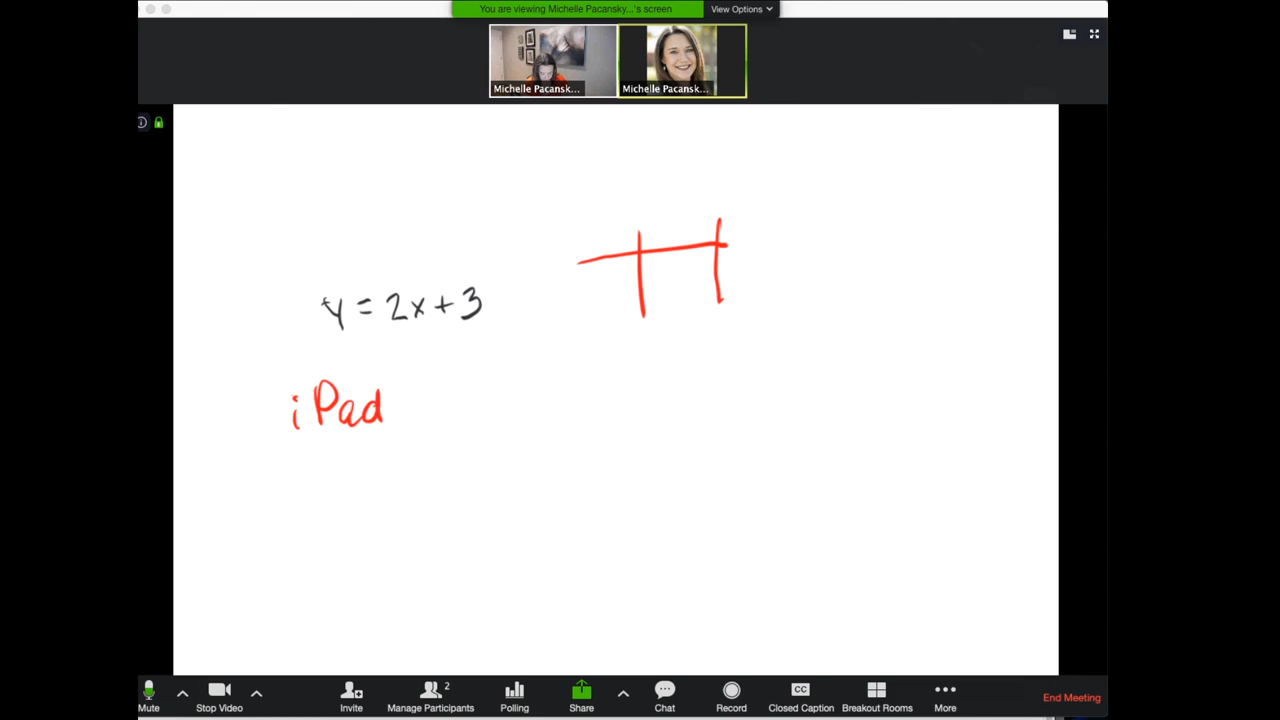 You are viewing Michelle Pacansky...'s screen
View Options
Michelle Pacansk...
Michelle Pacansk...
y = 2x + 3
iPad
Mute
Stop Video
Invite
2
Manage Participants
Polling
Share
Chat
Record
CC
Closed Caption
Breakout Rooms
More
End Meeting